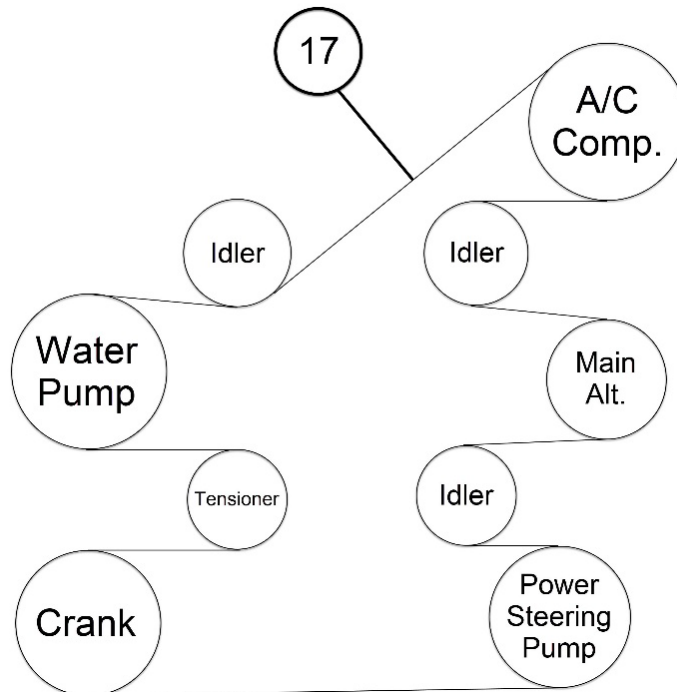 17
A/C
Comp.
Idler
Idler
Water
Pump
Main
Alt.
Tensioner
Idler
Crank
Power
Steering
Pump